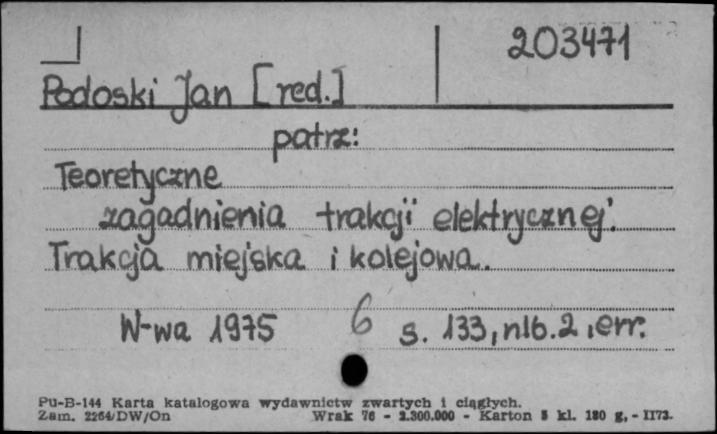 203471
Podoski Jan [red.]
patrz:
Teoretyczne
zagadnienia trakcji elektrycznej.
Trakcja miejska i kolejowa.
W-wa 1975 6 s. 133, nlb. 2, err.
Pu-B-144 Karta katalogowa wydawnictw zwartych i ciągłych.
Zam. 2264/DW/On Wrak 76 - 2.300.000 - Karton 5 kl. 180 g, - II73.